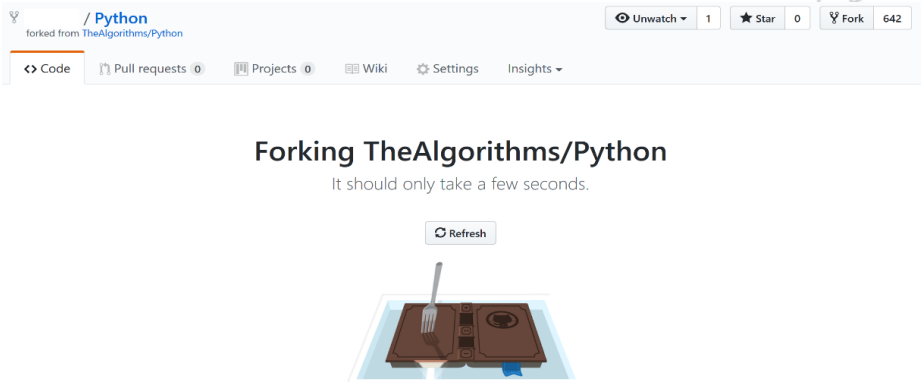 / Python
Unwatch 1 Star 0 Fork 642
forked from TheAlgorithms/Python
Code Pull requests 0 Projects 0 Wiki Settings Insights
Forking TheAlgorithms/Python
It should only take a few seconds.
Refresh